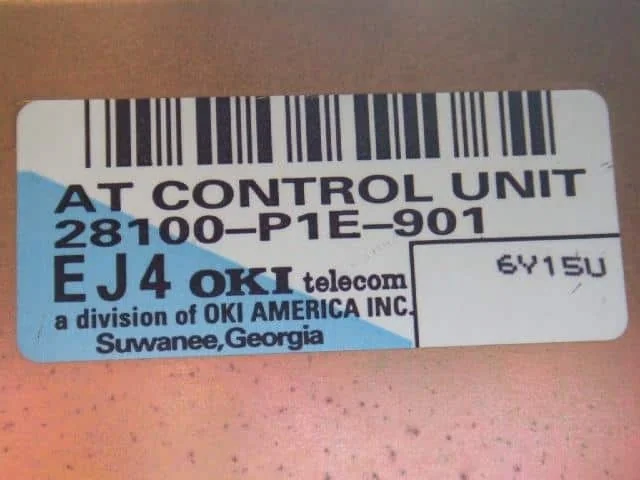 AT CONTROL UNIT
28100-P1E-901
EJ4 OKI telecom
a division of OKI AMERICA INC.
Suwanee, Georgia
6Y15U